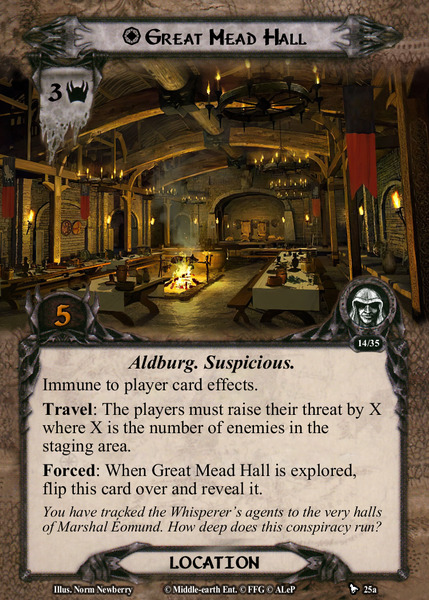 Great Mead Hall
3
5
14/35
Aldburg. Suspicious.
Immune to player card effects.
Travel: The players must raise their threat by X
where X is the number of enemies in the
staging area.
Forced: When Great Mead Hall is explored,
flip this card over and reveal it.
You have tracked the Whisperer's agents to the very halls
of Marshal Éomund. How deep does this conspiracy run?
LOCATION
Illus. Norm Newberry © Middle-earth Ent. © FFG © ALeP 25a